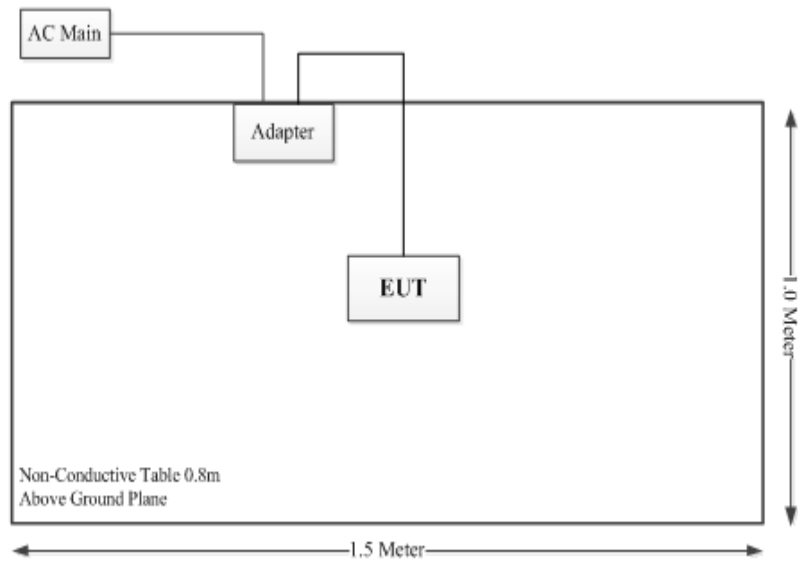 AC Main
Adapter
EUT
1.0 Meter
Non-Conductive Table 0.8m
Above Ground Plane
1.5 Meter